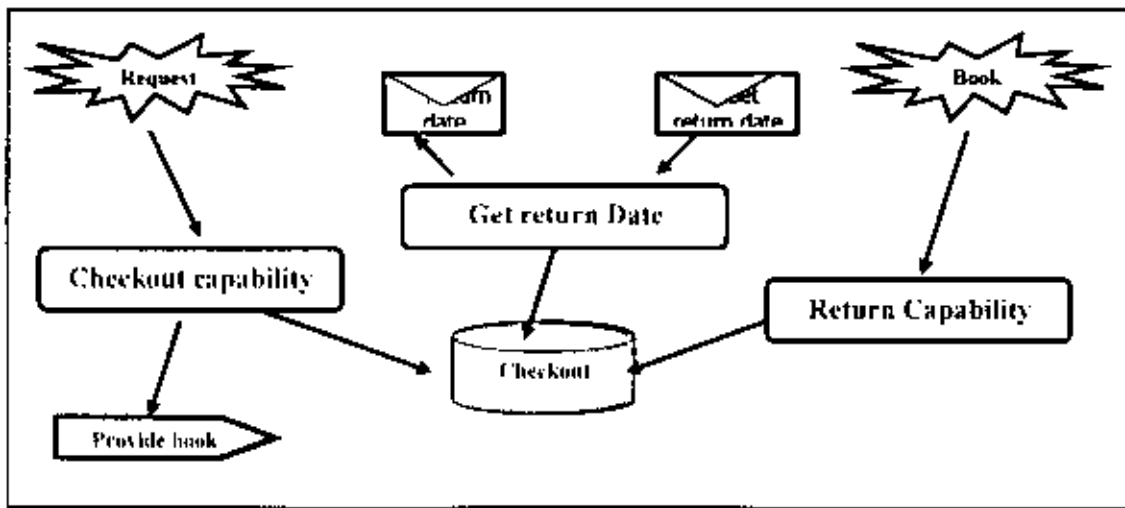 Request
date
return date
Book
Get return Date
Checkout capability
Return Capability
Checkout
Provide book